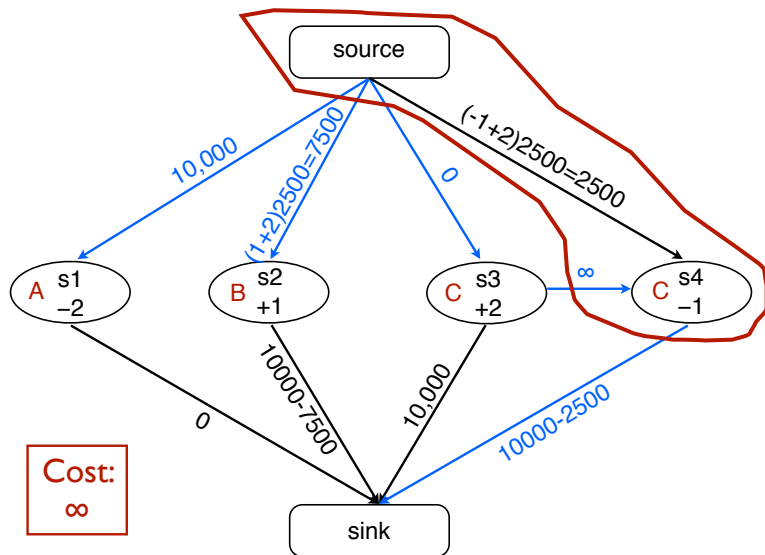 source
10,000
(1+2)2500=7500
0
(-1+2)2500=2500
A
s1
−2
B
s2
+1
C
s3
+2
∞
C
s4
−1
0
10000-7500
10,000
10000-2500
Cost:
∞
sink